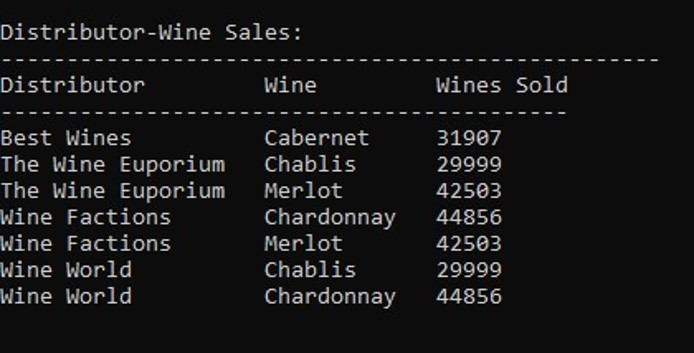 Distributor-Wine Sales:
--------------------------------------------------
Distributor         Wine         Wines Sold
-------------------------------------------
Best Wines          Cabernet     31907
The Wine Euporium   Chablis      29999
The Wine Euporium   Merlot       42503
Wine Factions       Chardonnay   44856
Wine Factions       Merlot       42503
Wine World          Chablis      29999
Wine World          Chardonnay   44856